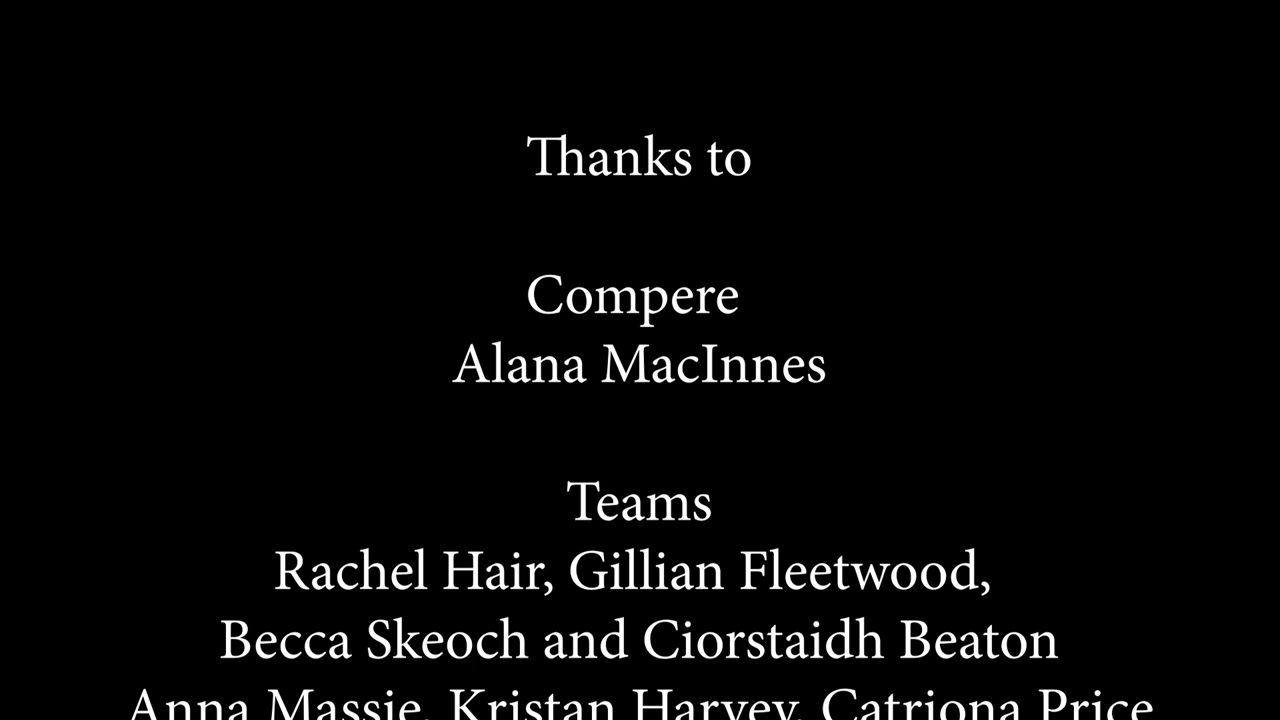 Thanks to
Compere
Alana MacInnes
Teams
Rachel Hair, Gillian Fleetwood,
Becca Skeoch and Ciorstaidh Beaton
Anna Massie, Kristan Harvey, Catriona Price